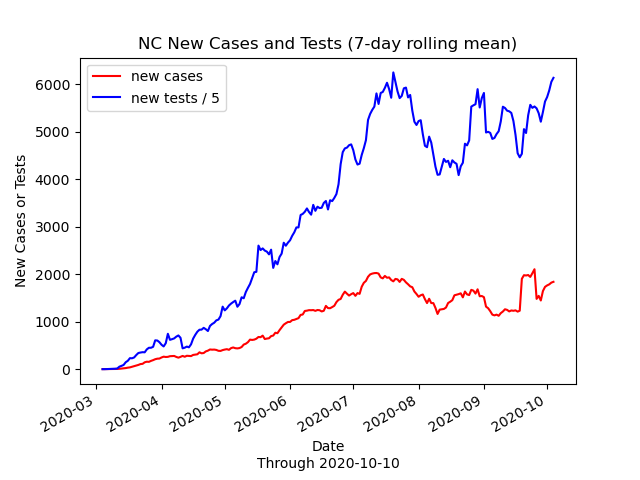 NC New Cases and Tests (7-day rolling mean)
new cases
new tests / 5
New Cases or Tests
6000
5000
4000
3000
2000
1000
0
2020-03
2020-04
2020-05
2020-06
2020-07
2020-08
2020-09
2020-10
Date
Through 2020-10-10